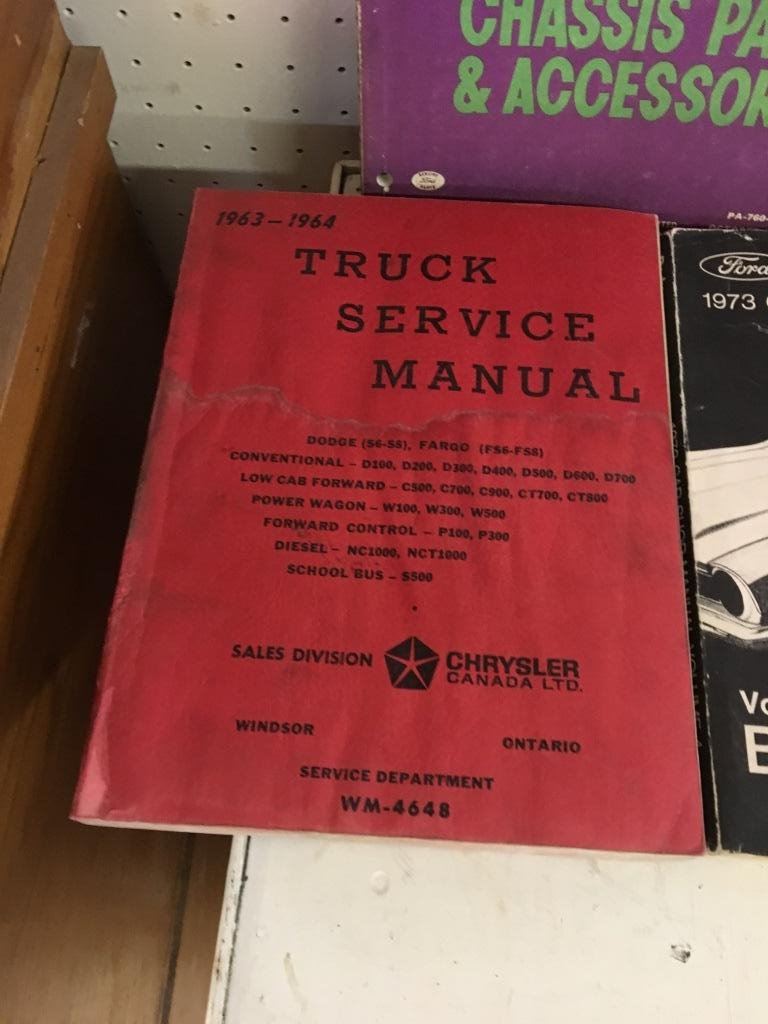 CHASSIS
& ACCESSOR
Ford
PA-760-
1963-1964
TRUCK
SERVICE
MANUAL
DODGE (S6-S8), FARGO (FS6-FS8)
CONVENTIONAL - D100, D200, D300, D400, D500, D600, D700
LOW CAB FORWARD - C500, C700, C900, CT700, CT800
POWER WAGON - W100, W300, W500
FORWARD CONTROL - P100, P300
DIESEL - NC1000, NCT1000
SCHOOL BUS - S500
SALES DIVISION CHRYSLER
CANADA LTD.
WINDSOR
ONTARIO
SERVICE DEPARTMENT
WM-4648
Ford
1973